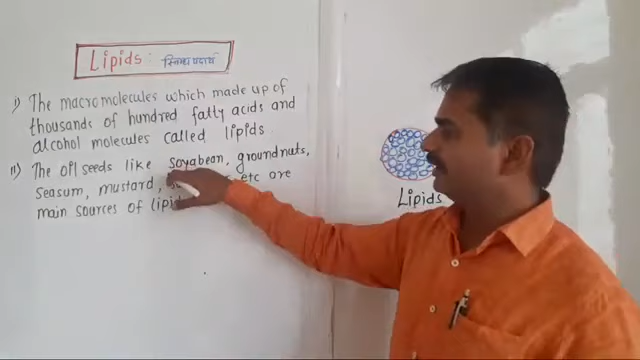 Lipids: स्निग्ध पदार्थ
i) The macromolecules which made up of
thousands of hundred fatty acids and
alcohol molecules called lipids
ii) The oil seeds like soyabean, groundnuts,
seasum, mustard, etc are
main sources of lipids
Lipids